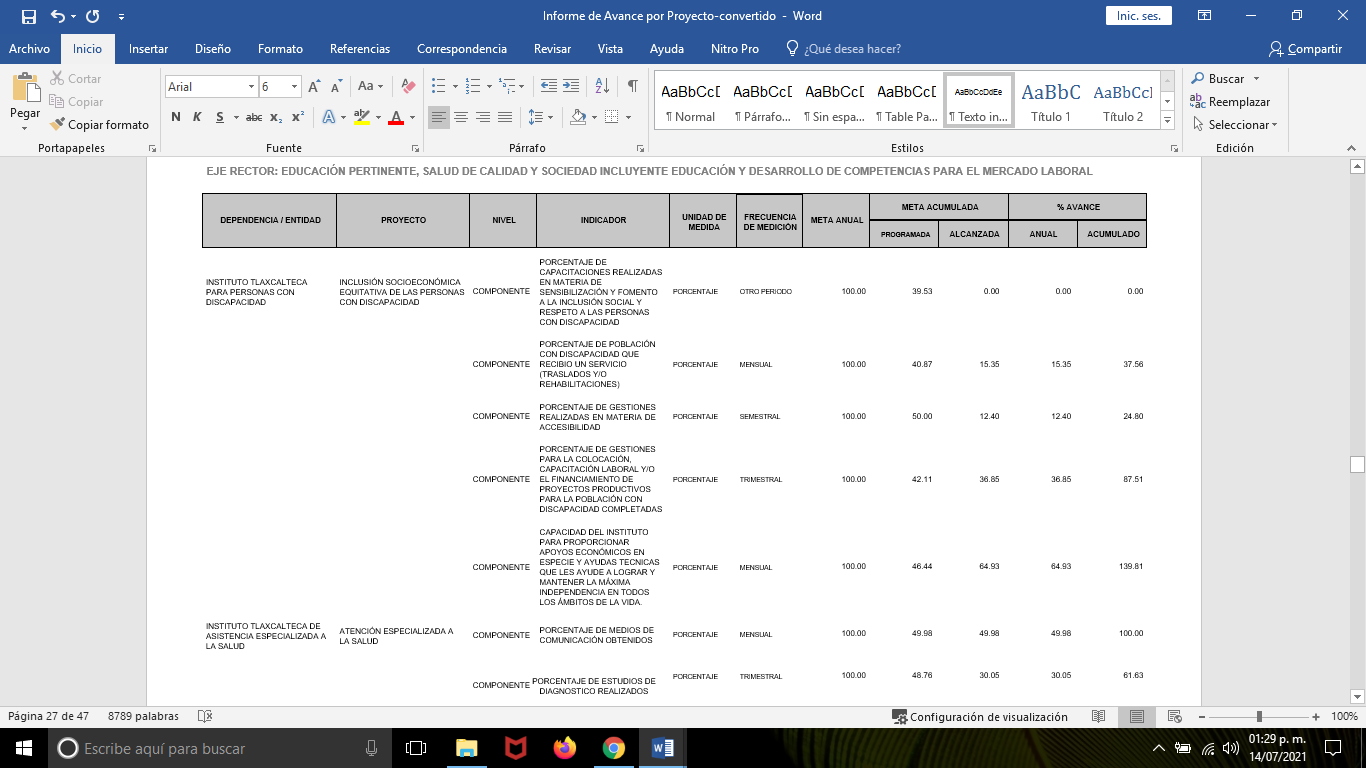 Informe de Avance por Proyecto-convertido - Word
Inic. ses.
Archivo Inicio Insertar Diseño Formato Referencias Correspondencia Revisar Vista Ayuda Nitro Pro ¿Qué desea hacer? Compartir
Pegar
Cortar
Copiar
Copiar formato
Portapapeles
Arial 6
N K S abc x₂ x²
Fuente
Párrafo
AaBbCcD AaBbCcD AaBbCcD AaBbCcD AaBbCcDdEe AaBbC AaBbCcD
¶ Normal ¶ Párrafo... ¶ Sin espa... ¶ Table Pa... ¶ Texto in... Título 1 Título 2
Estilos
Buscar
Reemplazar
Seleccionar
Edición
EJE RECTOR: EDUCACIÓN PERTINENTE, SALUD DE CALIDAD Y SOCIEDAD INCLUYENTE EDUCACIÓN Y DESARROLLO DE COMPETENCIAS PARA EL MERCADO LABORAL
DEPENDENCIA / ENTIDAD
PROYECTO
NIVEL
INDICADOR
UNIDAD DE
MEDIDA
FRECUENCIA
DE MEDICIÓN
META ANUAL
META ACUMULADA
PROGRAMADA ALCANZADA
% AVANCE
ANUAL ACUMULADO
INSTITUTO TLAXCALTECA
PARA PERSONAS CON
DISCAPACIDAD
INCLUSIÓN SOCIOECONÓMICA
EQUITATIVA DE LAS PERSONAS
CON DISCAPACIDAD
COMPONENTE
PORCENTAJE DE
CAPACITACIONES REALIZADAS
EN MATERIA DE
SENSIBILIZACIÓN Y FOMENTO
A LA INCLUSIÓN SOCIAL Y
RESPETO A LAS PERSONAS
CON DISCAPACIDAD
PORCENTAJE OTRO PERIODO 100.00 39.53 0.00 0.00 0.00
COMPONENTE
PORCENTAJE DE POBLACIÓN
CON DISCAPACIDAD QUE
RECIBIO UN SERVICIO
(TRASLADOS Y/O
REHABILITACIONES)
PORCENTAJE MENSUAL 100.00 40.87 15.35 15.35 37.56
COMPONENTE
PORCENTAJE DE GESTIONES
REALIZADAS EN MATERIA DE
ACCESIBILIDAD
PORCENTAJE SEMESTRAL 100.00 50.00 12.40 12.40 24.80
COMPONENTE
PORCENTAJE DE GESTIONES
PARA LA COLOCACIÓN,
CAPACITACIÓN LABORAL Y/O
EL FINANCIAMIENTO DE
PROYECTOS PRODUCTIVOS
PARA LA POBLACIÓN CON
DISCAPACIDAD COMPLETADAS
PORCENTAJE TRIMESTRAL 100.00 42.11 36.85 36.85 87.51
COMPONENTE
CAPACIDAD DEL INSTITUTO
PARA PROPORCIONAR
APOYOS ECONÓMICOS EN
ESPECIE Y AYUDAS TECNICAS
QUE LES AYUDE A LOGRAR Y
MANTENER LA MÁXIMA
INDEPENDENCIA EN TODOS
LOS ÁMBITOS DE LA VIDA.
PORCENTAJE MENSUAL 100.00 46.44 64.93 64.93 139.81
INSTITUTO TLAXCALTECA DE
ASISTENCIA ESPECIALIZADA A
LA SALUD
ATENCIÓN ESPECIALIZADA A
LA SALUD
COMPONENTE
PORCENTAJE DE MEDIOS DE
COMUNICACIÓN OBTENIDOS
PORCENTAJE MENSUAL 100.00 49.98 49.98 49.98 100.00
COMPONENTE
PORCENTAJE DE ESTUDIOS DE
DIAGNOSTICO REALIZADOS
PORCENTAJE TRIMESTRAL 100.00 48.76 30.05 30.05 61.63
Página 27 de 47 8789 palabras Configuración de visualización 100%
Escribe aquí para buscar
01:29 p. m.
14/07/2021